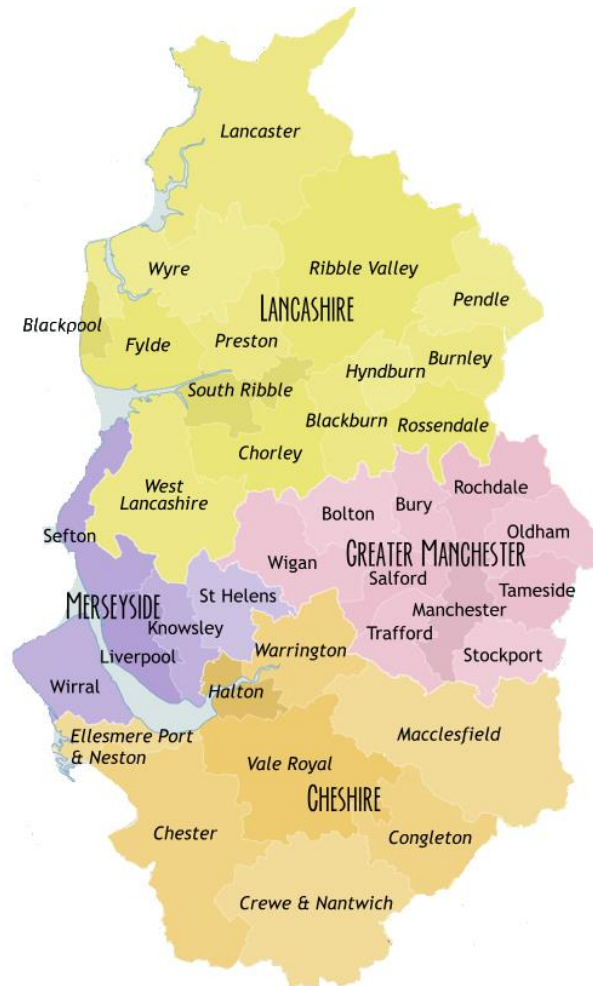 Lancaster
Wyre
Ribble Valley
LANCASHIRE
Pendle
Blackpool
Fylde
Preston
Burnley
Hyndburn
South Ribble
Blackburn
Rossendale
Chorley
West
Lancashire
Rochdale
Bury
Bolton
Oldham
Sefton
GREATER MANCHESTER
Wigan
Salford
Tameside
St Helens
MERSEYSIDE
Manchester
Knowsley
Trafford
Warrington
Liverpool
Stockport
Wirral
Halton
Ellesmere Port
& Neston
Macclesfield
Vale Royal
CHESHIRE
Chester
Congleton
Crewe & Nantwich